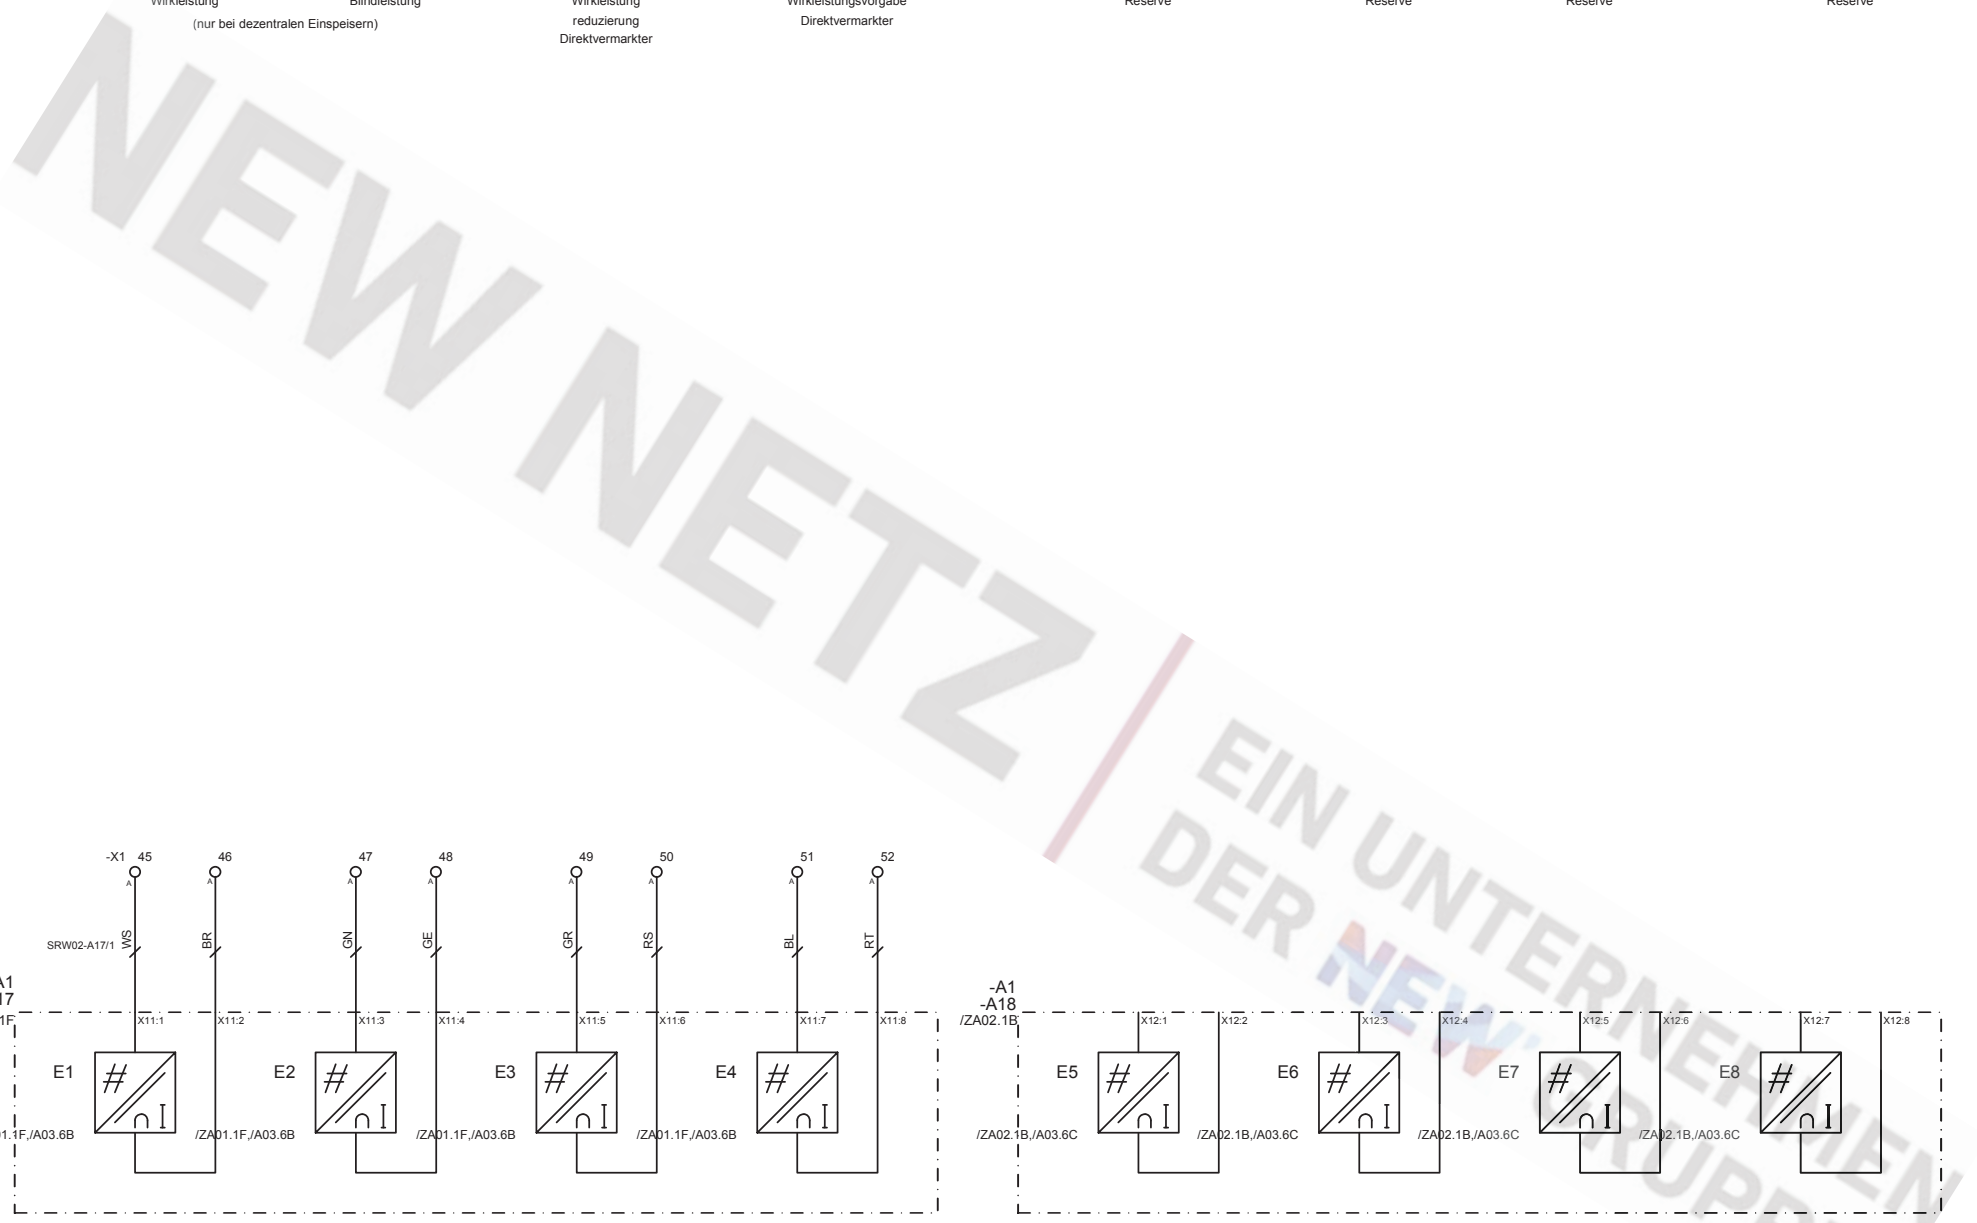 Wirkleistung Blindleistung Wirkleistung Wirkleistungsvorgabe Reserve Reserve Reserve Reserve
(nur bei dezentralen Einspeisern) reduzierung Direktvermarkter
Direktvermarkter
NEW NETZ
EIN UNTERNEHMEN
DER NEW' GRUPPE
-X1 45 46 47 48 49 50 51 52
A A A A A A A A
SRW02-A17/1 WS BR GN GE GR RS BL RT
A1 -A1
17 -A18
1F X11:1 X11:2 X11:3 X11:4 X11:5 X11:6 X11:7 X11:8 /ZA02.1B X12:1 X12:2 X12:3 X12:4 X12:5 X12:6 X12:7 X12:8
E1 # E2 # E3 # E4 # E5 # E6 # E7 # E8 #
∩ I ∩ I ∩ I ∩ I ∩ I ∩ I ∩ I ∩ I
01.1F,/A03.6B /ZA01.1F,/A03.6B /ZA01.1F,/A03.6B /ZA01.1F,/A03.6B /ZA02.1B,/A03.6C /ZA02.1B,/A03.6C /ZA02.1B,/A03.6C /ZA02.1B,/A03.6C